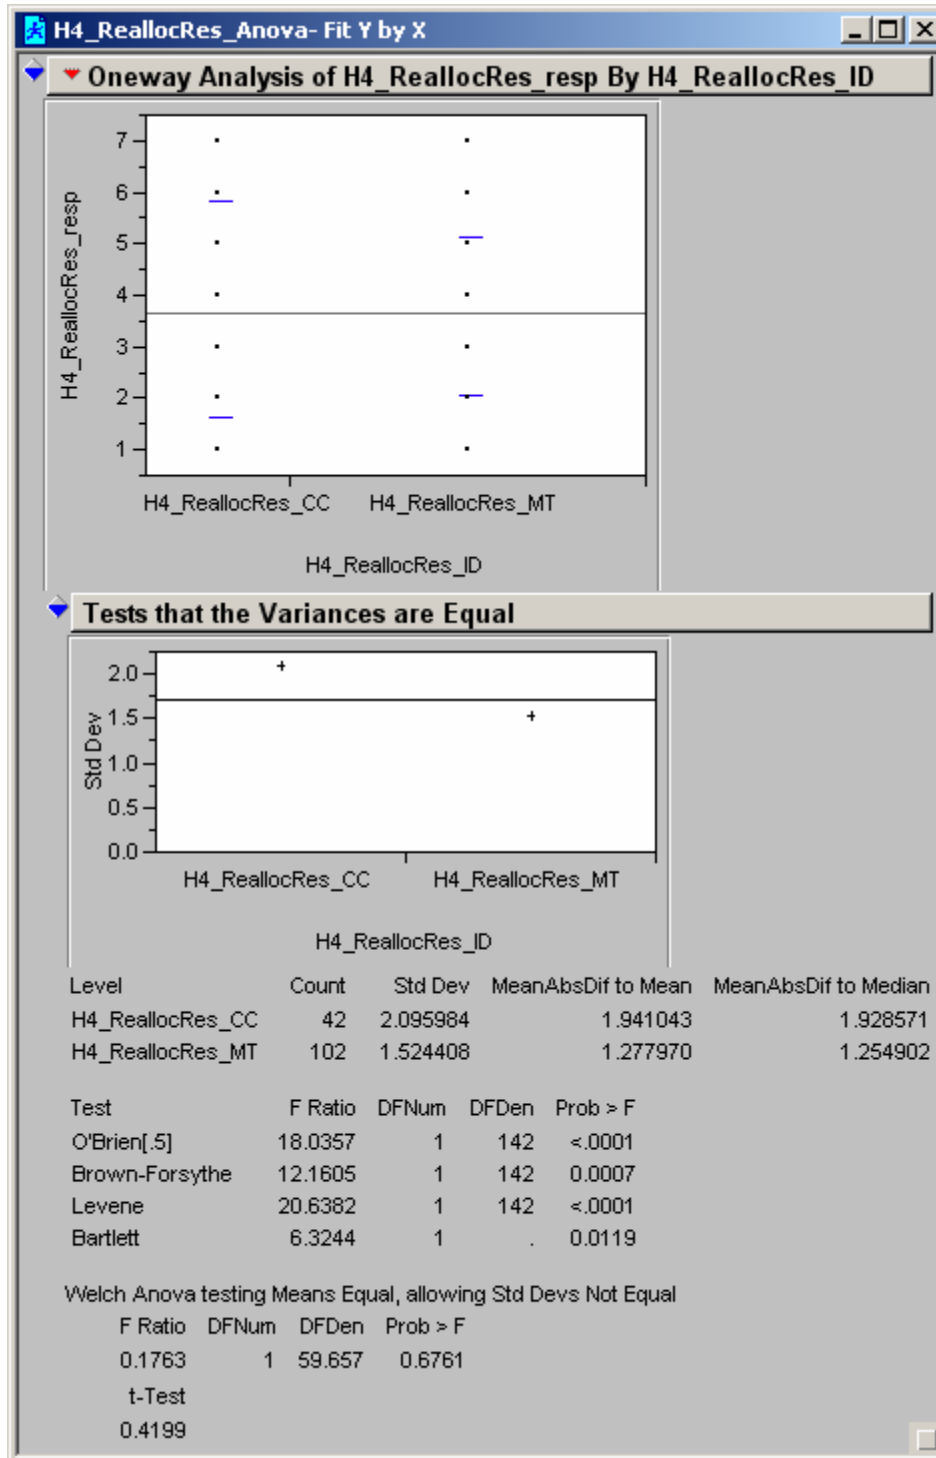 H4_ReallocRes_Anova- Fit Y by X
Oneway Analysis of H4_ReallocRes_resp By H4_ReallocRes_ID
H4_ReallocRes_resp
7
6
5
4
3
2
1
H4_ReallocRes_CC H4_ReallocRes_MT
H4_ReallocRes_ID
Tests that the Variances are Equal
Std Dev
2.0
1.5
1.0
0.5
0.0
H4_ReallocRes_CC H4_ReallocRes_MT
H4_ReallocRes_ID
Level Count Std Dev MeanAbsDif to Mean MeanAbsDif to Median
H4_ReallocRes_CC 42 2.095984 1.941043 1.928571
H4_ReallocRes_MT 102 1.524408 1.277970 1.254902
Test F Ratio DFNum DFDen Prob > F
O'Brien[.5] 18.0357 1 142 <.0001
Brown-Forsythe 12.1605 1 142 0.0007
Levene 20.6382 1 142 <.0001
Bartlett 6.3244 1 . 0.0119
Welch Anova testing Means Equal, allowing Std Devs Not Equal
F Ratio DFNum DFDen Prob > F
0.1763 1 59.657 0.6761
t-Test
0.4199